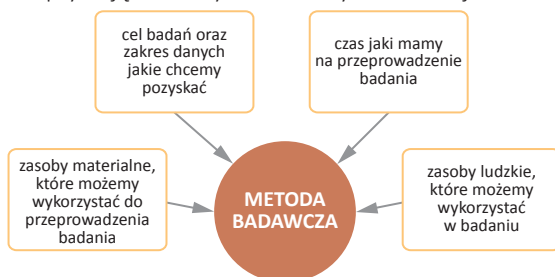 cel badań oraz
zakres danych
jakie chcemy
pozyskać
czas jaki mamy
na przeprowadzenie
badania
zasoby materialne,
które możemy
wykorzystać do
przeprowadzenia
badania
METODA
BADAWCZA
zasoby ludzkie,
które możemy
wykorzystać
w badaniu